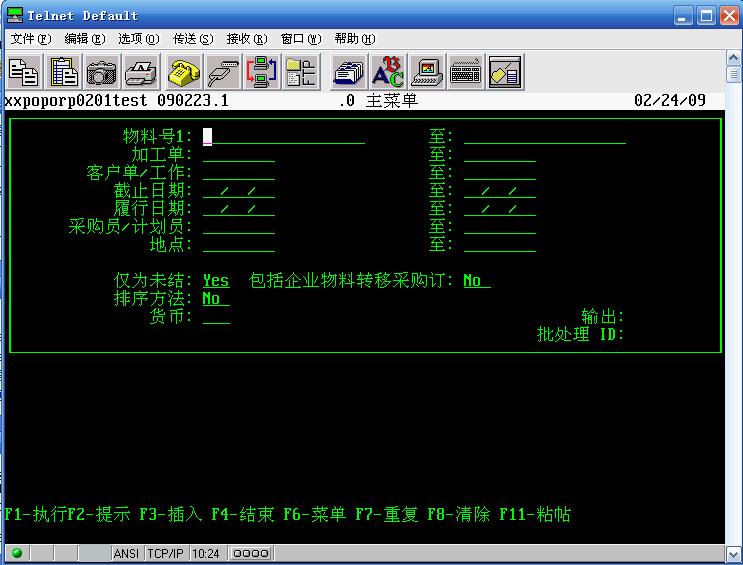 Telnet Default
文件(F) 编辑(E) 选项(O) 传送(S) 接收(R) 窗口(W) 帮助(H)
xxpoporp0201test 090223.1 .0 主菜单 02/24/09
物料号1: 至:
加工单: 至:
客户单/工作: 至:
截止日期: / / 至: / /
履行日期: / / 至: / /
采购员/计划员: 至:
地点: 至:
仅为未结: Yes 包括企业物料转移采购订: No
排序方法: No
货币: 输出:
批处理 ID:
F1-执行F2-提示 F3-插入 F4-结束 F6-菜单 F7-重复 F8-清除 F11-粘帖
ANSI TCP/IP 10:24